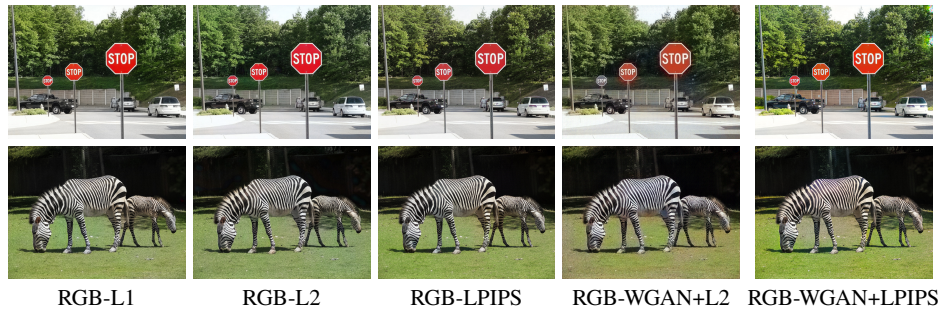 STOP STOP STOP
STOP STOP STOP
STOP STOP STOP
STOP STOP STOP
STOP STOP STOP
RGB-L1
RGB-L2
RGB-LPIPS
RGB-WGAN+L2
RGB-WGAN+LPIPS